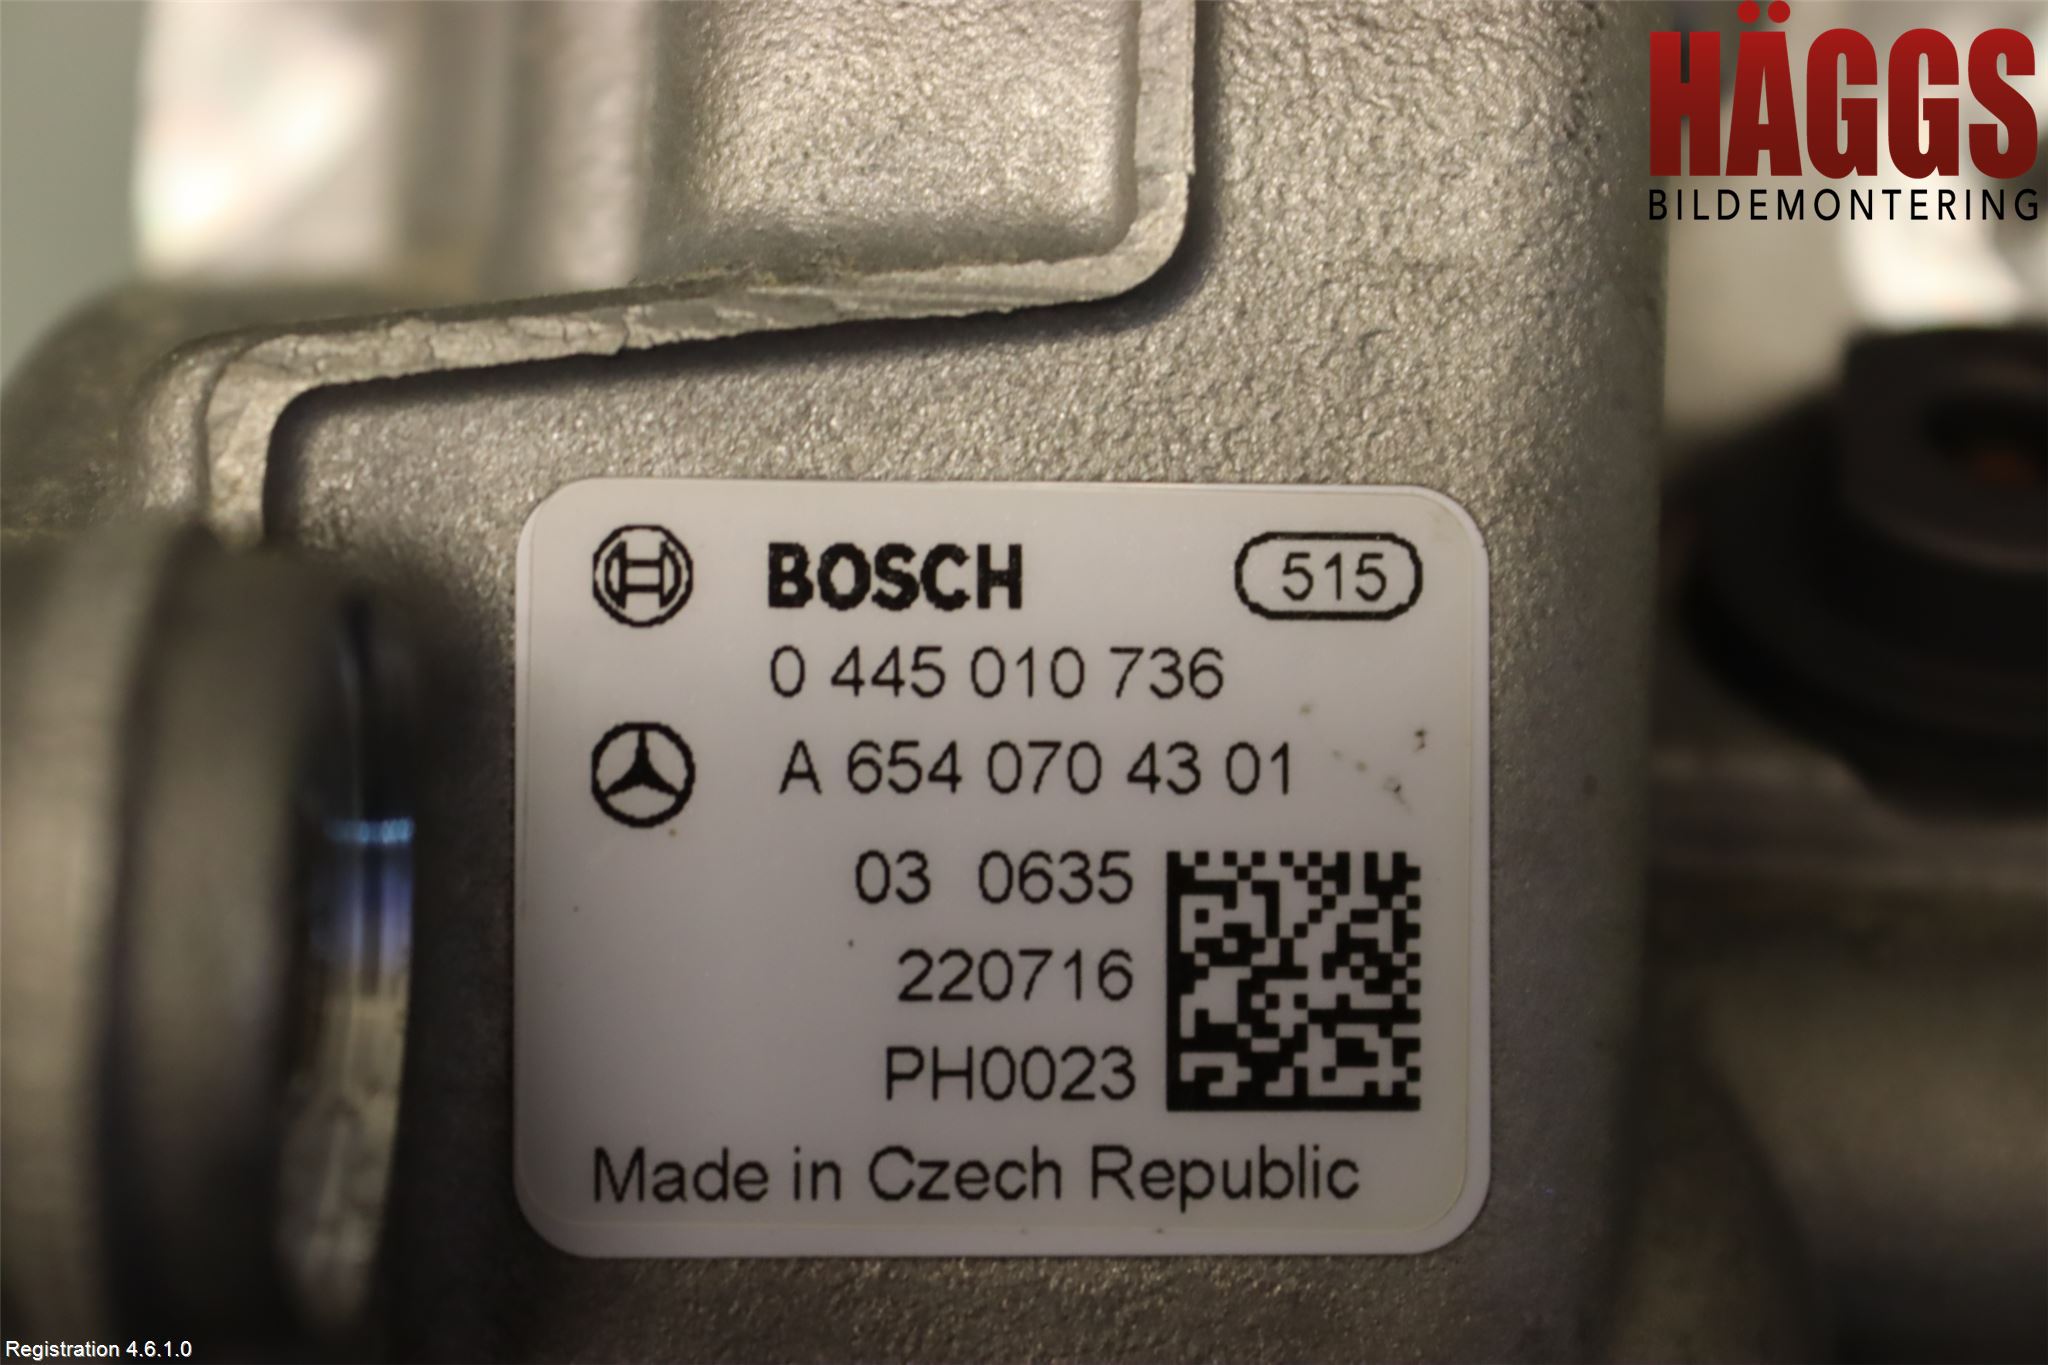 HÄGGS
BILDEMONTERING
BOSCH 515
0 445 010 736
A 654 070 43 01
03 0635
220716
PH0023
Made in Czech Republic
Registration 4.6.1.0